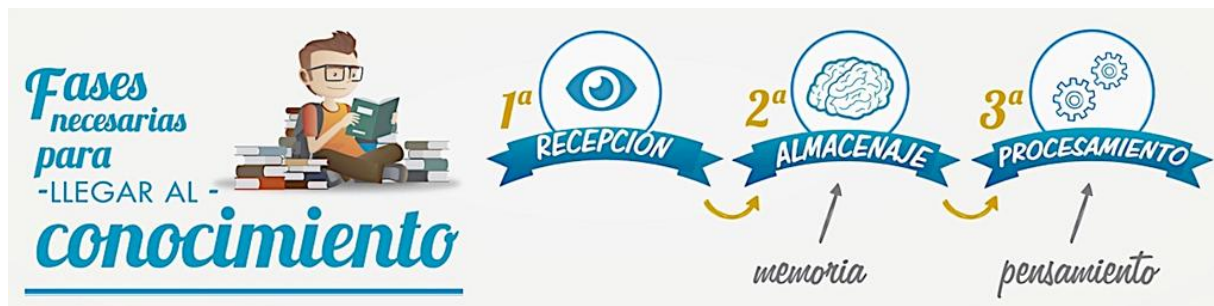 Fases
necesarias
para
-LLEGAR AL-
conocimiento
1ª
RECEPCIÓN
2ª
ALMACENAJE
memoria
3ª
PROCESAMIENTO
pensamiento